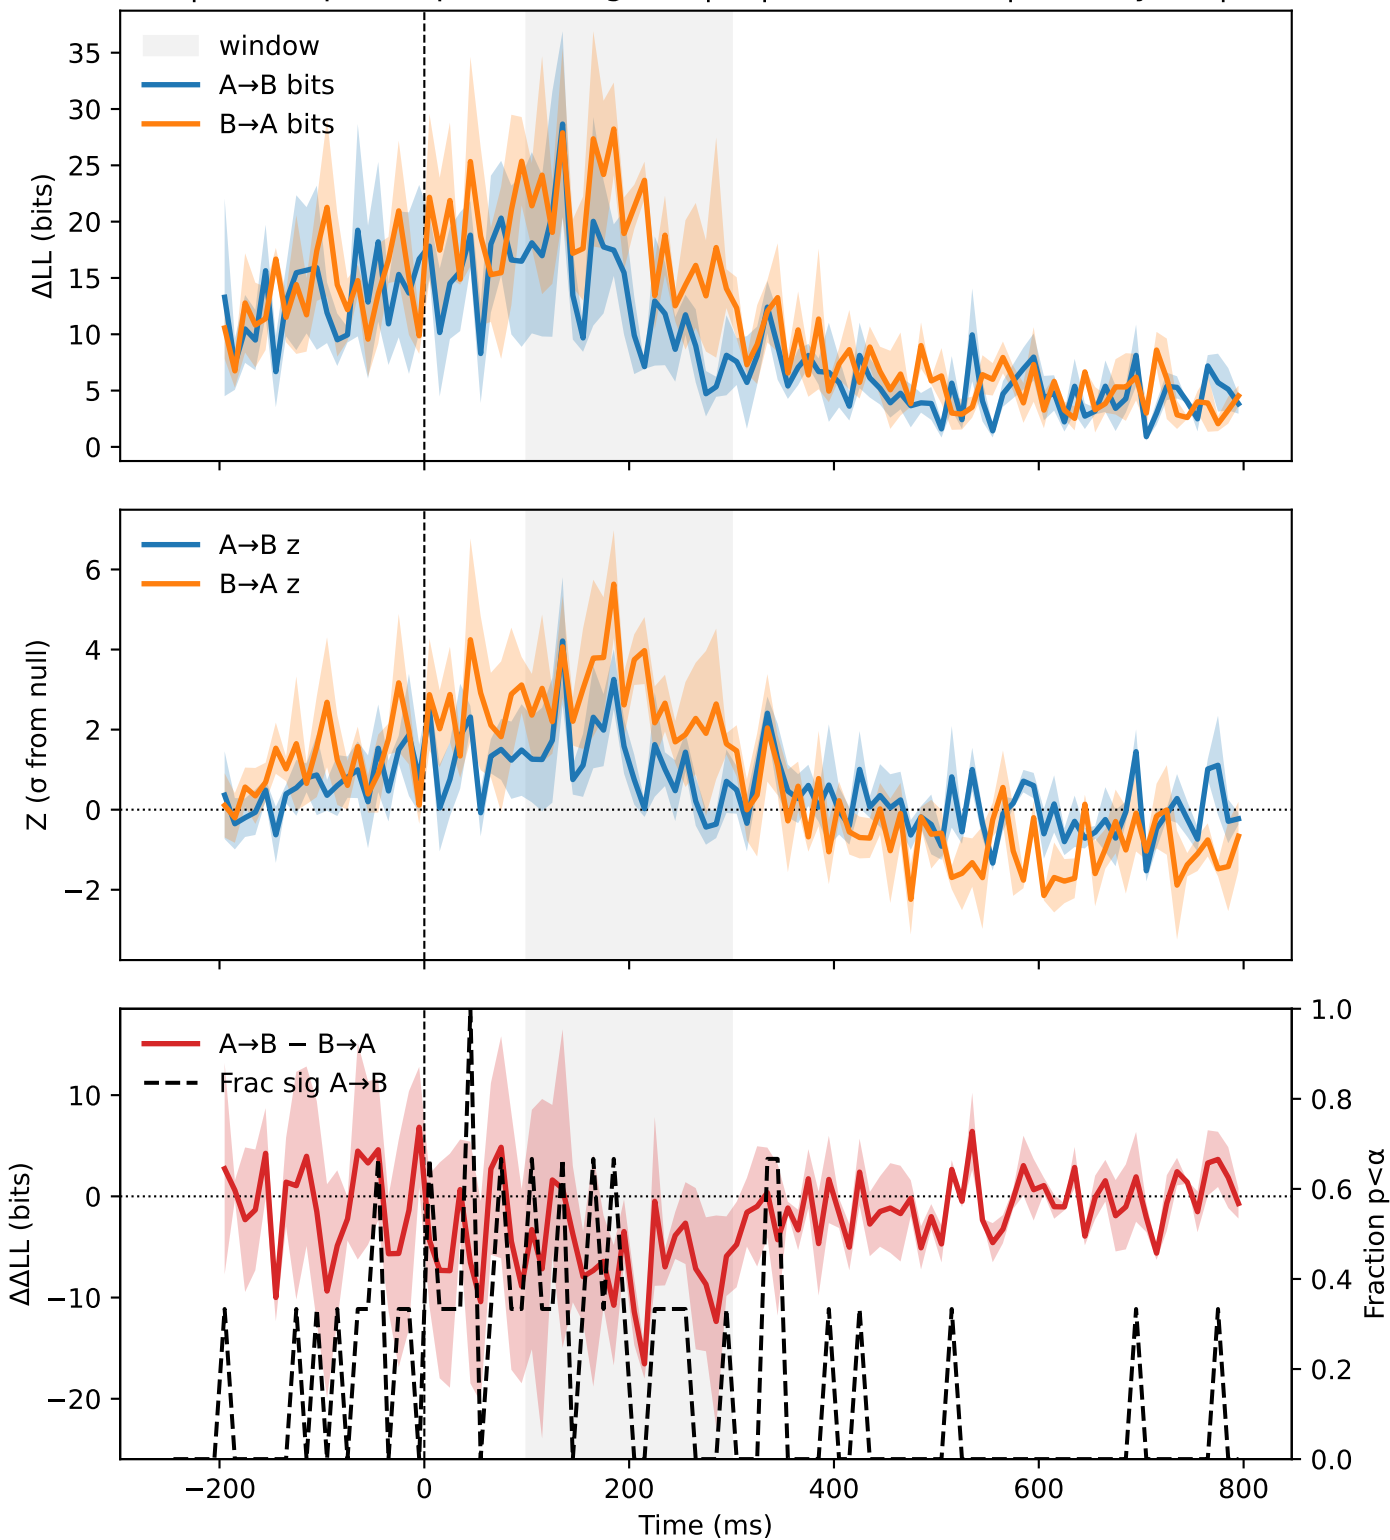 window
A→B bits
B→A bits
35
30
25
20
15
10
5
0
ΔLL (bits)
A→B z
B→A z
6
4
2
0
−2
Z (σ from null)
A→B − B→A
Frac sig A→B
10
0
−10
−20
ΔΔLL (bits)
1.0
0.8
0.6
0.4
0.2
0.0
Fraction p<α
−200 0 200 400 600 800
Time (ms)